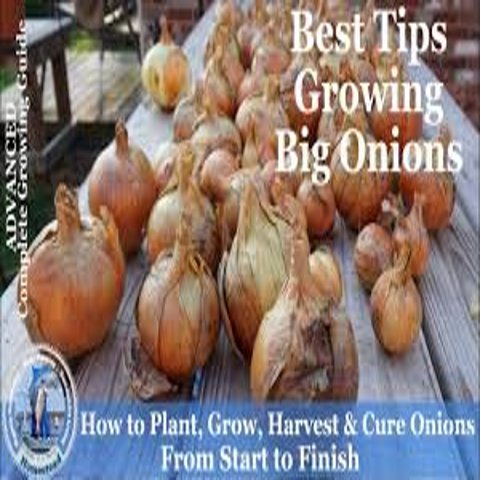 Best Tips
Growing
Big Onions
ADVANCED
Complete Growing Guide
How to Plant, Grow, Harvest & Cure Onions
From Start to Finish